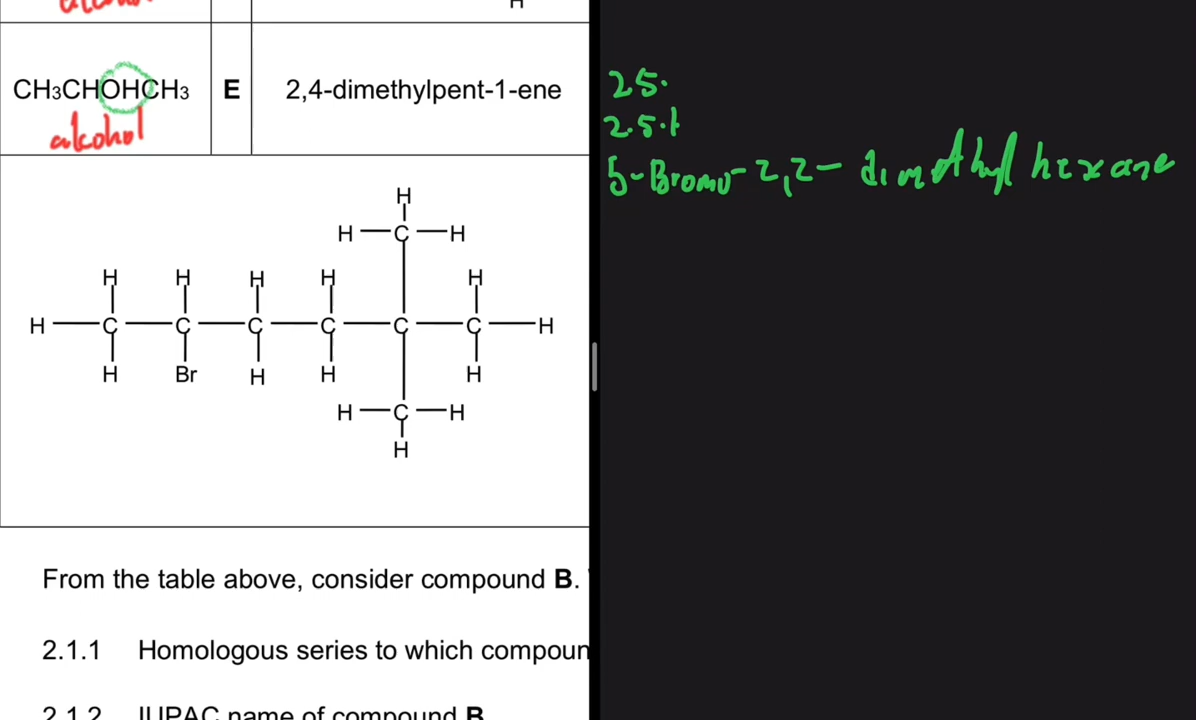 CH3CHOHCH3 E 2,4-dimethylpent-1-ene
alcohol
H
H C H
H H H H H
H C C C C C C H
H Br H H H
H C H
H
From the table above, consider compound B.
2.1.1 Homologous series to which compoun
2.1.2 IUPAC name of compound B
25.
2.5.1
5-Bromo-2,2-dimethyl hexane